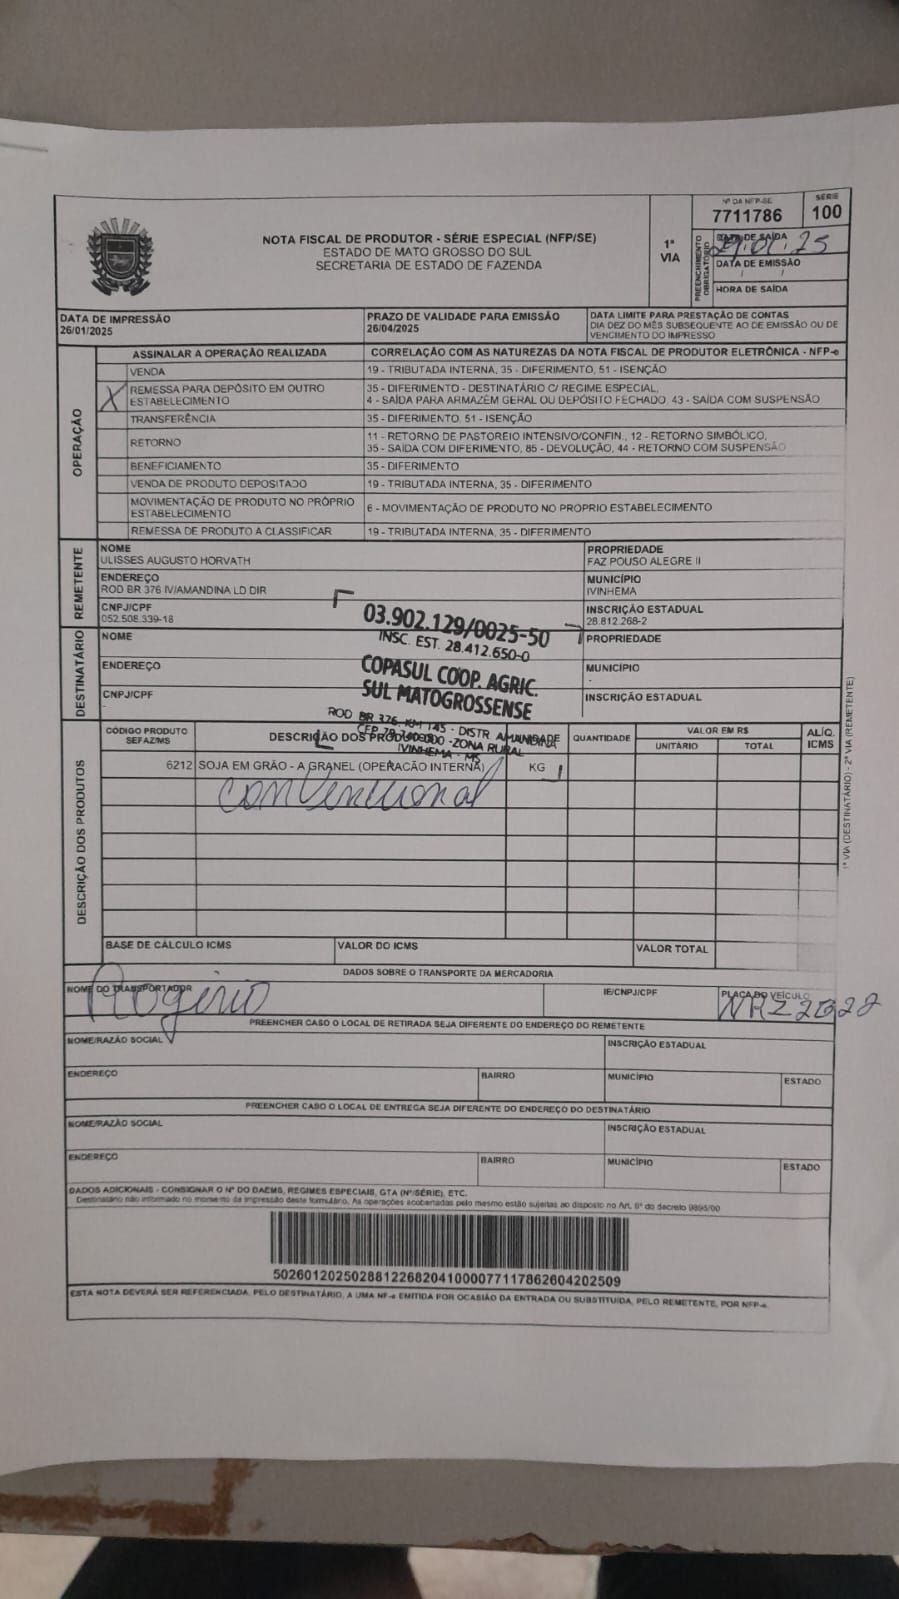 NOTA FISCAL DE PRODUTOR - SÉRIE ESPECIAL (NFP/SE)
ESTADO DE MATO GROSSO DO SUL
SECRETARIA DE ESTADO DE FAZENDA
1ª VIA
Nº DA NFP-SE
7711786
SÉRIE
100
PREENCHIMENTO OBRIGATÓRIO
DATA DE SAÍDA
29.01.25
DATA DE EMISSÃO
/ /
HORA DE SAÍDA
DATA DE IMPRESSÃO
26/01/2025
PRAZO DE VALIDADE PARA EMISSÃO
26/04/2025
DATA LIMITE PARA PRESTAÇÃO DE CONTAS
DIA DEZ DO MÊS SUBSEQUENTE AO DE EMISSÃO OU DE
VENCIMENTO DO IMPRESSO
OPERAÇÃO
ASSINALAR A OPERAÇÃO REALIZADA
CORRELAÇÃO COM AS NATUREZAS DA NOTA FISCAL DE PRODUTOR ELETRÔNICA - NFP-e
VENDA
19 - TRIBUTADA INTERNA, 35 - DIFERIMENTO, 51 - ISENÇÃO
X REMESSA PARA DEPÓSITO EM OUTRO
ESTABELECIMENTO
35 - DIFERIMENTO - DESTINATÁRIO C/ REGIME ESPECIAL,
4 - SAÍDA PARA ARMAZÉM GERAL OU DEPÓSITO FECHADO, 43 - SAÍDA COM SUSPENSÃO
TRANSFERÊNCIA
35 - DIFERIMENTO, 51 - ISENÇÃO
RETORNO
11 - RETORNO DE PASTOREIO INTENSIVO/CONFIN., 12 - RETORNO SIMBÓLICO,
35 - SAÍDA COM DIFERIMENTO, 85 - DEVOLUÇÃO, 44 - RETORNO COM SUSPENSÃO
BENEFICIAMENTO
35 - DIFERIMENTO
VENDA DE PRODUTO DEPOSITADO
19 - TRIBUTADA INTERNA, 35 - DIFERIMENTO
MOVIMENTAÇÃO DE PRODUTO NO PRÓPRIO
ESTABELECIMENTO
6 - MOVIMENTAÇÃO DE PRODUTO NO PRÓPRIO ESTABELECIMENTO
REMESSA DE PRODUTO A CLASSIFICAR
19 - TRIBUTADA INTERNA, 35 - DIFERIMENTO
REMETENTE
NOME
ULISSES AUGUSTO HORVATH
PROPRIEDADE
FAZ POUSO ALEGRE II
ENDEREÇO
ROD BR 376 IV/AMANDINA LD DIR
MUNICÍPIO
IVINHEMA
CNPJ/CPF
052.508.339-18
INSCRIÇÃO ESTADUAL
28.812.268-2
DESTINATÁRIO
NOME
PROPRIEDADE
ENDEREÇO
MUNICÍPIO
-
CNPJ/CPF
-
INSCRIÇÃO ESTADUAL
03.902.129/0025-50
INSC. EST. 28.412.650-0
COPASUL COOP. AGRIC.
SUL MATOGROSSENSE
ROD BR 376, KM 145 - DISTR AMANDINA
ZONA RURAL
IVINHEMA - MS
DESCRIÇÃO DOS PRODUTOS
CÓDIGO PRODUTO
SEFAZ/MS
DESCRIÇÃO DOS PRODUTOS
QUANTIDADE
VALOR EM R$
UNITÁRIO
TOTAL
ALÍQ.
ICMS
6212 SOJA EM GRÃO - A GRANEL (OPERACÃO INTERNA) KG
convencional
BASE DE CÁLCULO ICMS
VALOR DO ICMS
VALOR TOTAL
DADOS SOBRE O TRANSPORTE DA MERCADORIA
NOME DO TRANSPORTADOR
Rogério
IE/CNPJ/CPF
PLACA DO VEÍCULO
PREENCHER CASO O LOCAL DE RETIRADA SEJA DIFERENTE DO ENDEREÇO DO REMETENTE
NOME/RAZÃO SOCIAL
INSCRIÇÃO ESTADUAL
ENDEREÇO
BAIRRO
MUNICÍPIO
ESTADO
PREENCHER CASO O LOCAL DE ENTREGA SEJA DIFERENTE DO ENDEREÇO DO DESTINATÁRIO
NOME/RAZÃO SOCIAL
INSCRIÇÃO ESTADUAL
ENDEREÇO
BAIRRO
MUNICÍPIO
ESTADO
DADOS ADICIONAIS - CONSIGNAR O Nº DO DAEMS, REGIMES ESPECIAIS, GTA (Nº/SÉRIE), ETC.
Destinatário não informado no momento da impressão deste formulário. As operações acobertadas pelo mesmo estão sujeitas ao disposto no Art. 9º do decreto 9895/00
50260120250288122682041000077117862604202509
ESTA NOTA DEVERÁ SER REFERENCIADA, PELO DESTINATÁRIO, A UMA NF-e EMITIDA POR OCASIÃO DA ENTRADA OU SUBSTITUÍDA, PELO REMETENTE, POR NFP-e.
1ª VIA (DESTINATÁRIO) - 2ª VIA (REMETENTE)